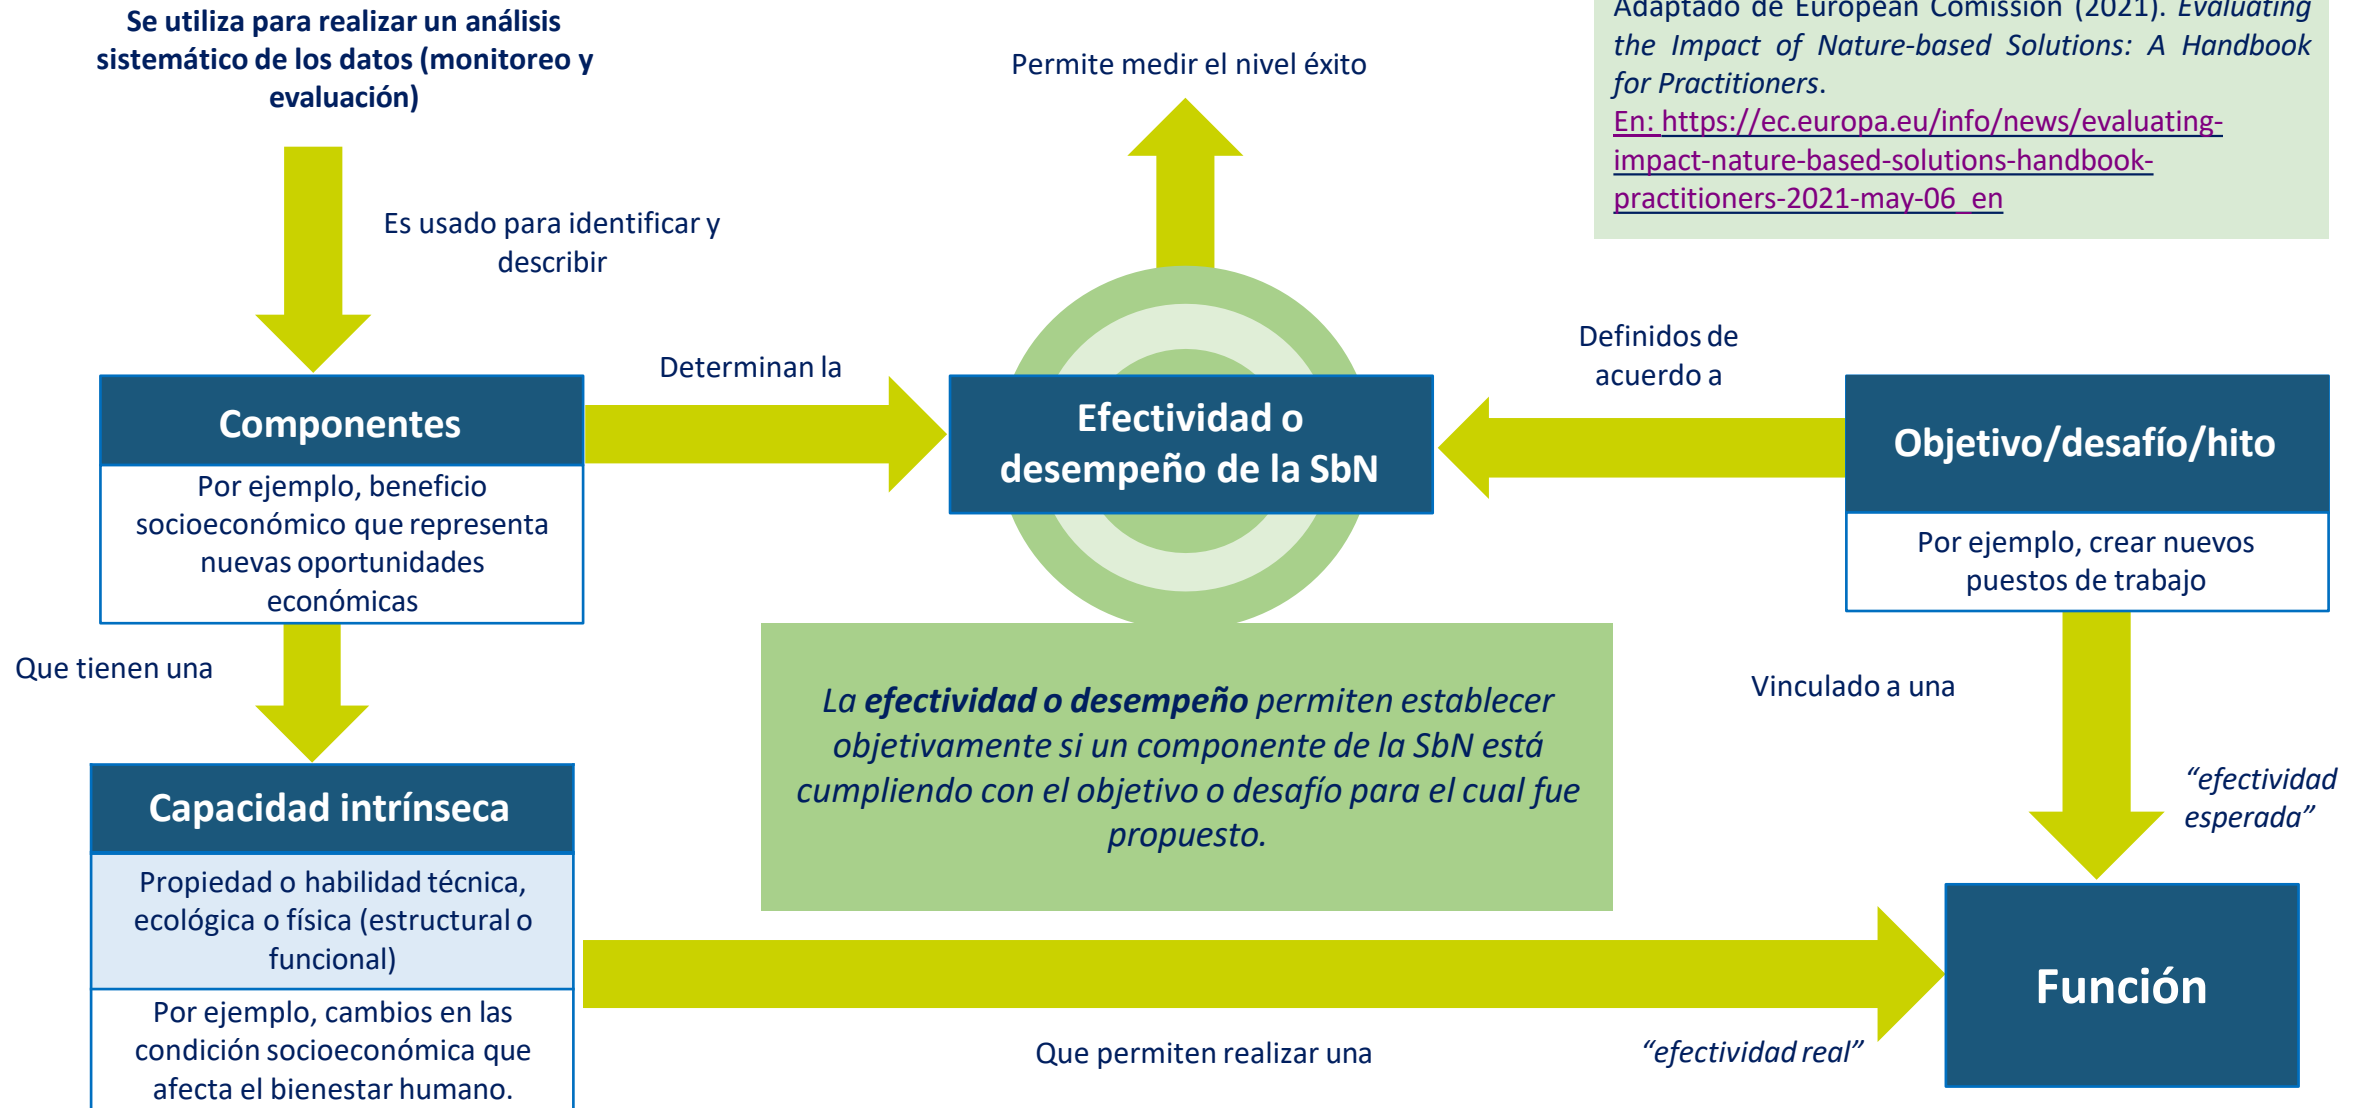 Se utiliza para realizar un análisis
sistemático de los datos (monitoreo y
evaluación)
Permite medir el nivel éxito
Adaptado de European Comission (2021). Evaluating
the Impact of Nature-based Solutions: A Handbook
for Practitioners.
En: https://ec.europa.eu/info/news/evaluating-
impact-nature-based-solutions-handbook-
practitioners-2021-may-06_en
Es usado para identificar y
describir
Determinan la
Definidos de
acuerdo a
Componentes
Por ejemplo, beneficio
socioeconómico que representa
nuevas oportunidades
económicas
Efectividad o
desempeño de la SbN
Objetivo/desafío/hito
Por ejemplo, crear nuevos
puestos de trabajo
Que tienen una
La efectividad o desempeño permiten establecer
objetivamente si un componente de la SbN está
cumpliendo con el objetivo o desafío para el cual fue
propuesto.
Vinculado a una
“efectividad
esperada”
Capacidad intrínseca
Propiedad o habilidad técnica,
ecológica o física (estructural o
funcional)
Por ejemplo, cambios en las
condición socioeconómica que
afecta el bienestar humano.
Que permiten realizar una
“efectividad real”
Función